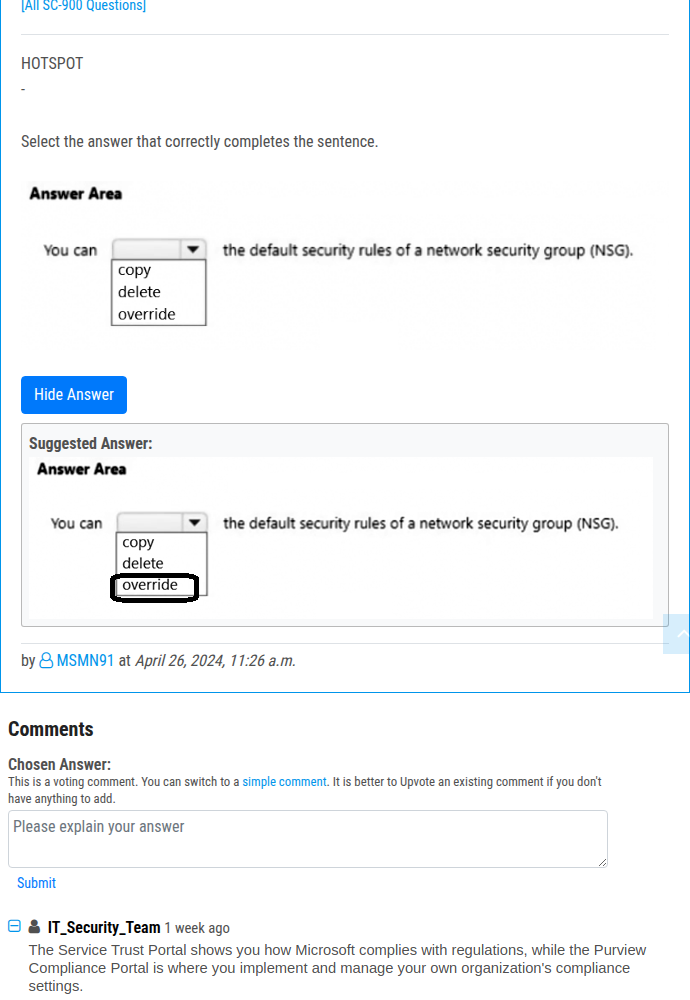 [All SC-900 Questions]
HOTSPOT
-
Select the answer that correctly completes the sentence.
Answer Area
You can the default security rules of a network security group (NSG).
copy
delete
override
Hide Answer
Suggested Answer:
Answer Area
You can the default security rules of a network security group (NSG).
copy
delete
override
by MSMN91 at April 26, 2024, 11:26 a.m.
Comments
Chosen Answer:
This is a voting comment. You can switch to a simple comment. It is better to Upvote an existing comment if you don't
have anything to add.
Please explain your answer
Submit
IT_Security_Team 1 week ago
The Service Trust Portal shows you how Microsoft complies with regulations, while the Purview
Compliance Portal is where you implement and manage your own organization's compliance
settings.